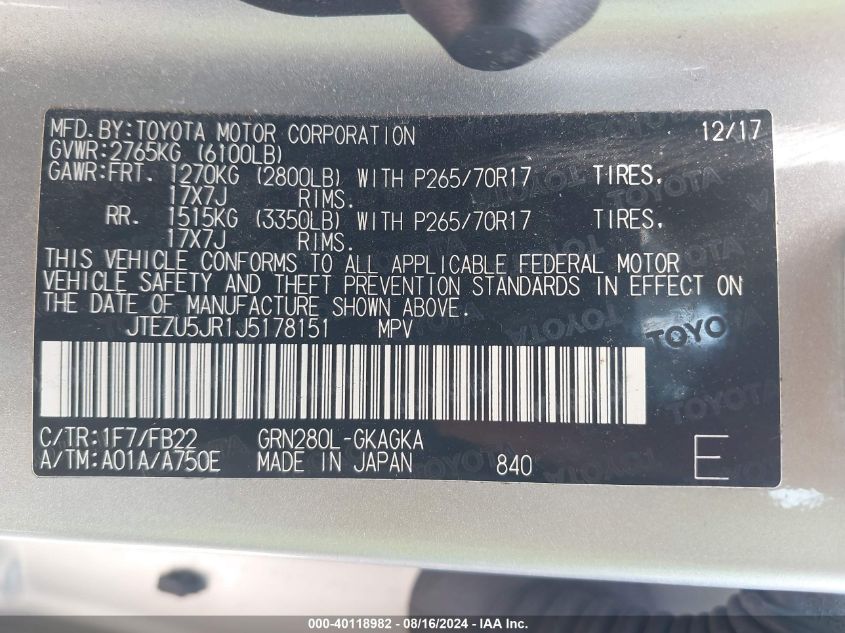 MFD.BY:TOYOTA MOTOR CORPORATION 12/17
GVWR:2765KG (6100LB)
GAWR:FRT. 1270KG (2800LB) WITH P265/70R17 TIRES,
17X7J RIMS.
RR. 1515KG (3350LB) WITH P265/70R17 TIRES,
17X7J RIMS.
THIS VEHICLE CONFORMS TO ALL APPLICABLE FEDERAL MOTOR
VEHICLE SAFETY AND THEFT PREVENTION STANDARDS IN EFFECT ON
THE DATE OF MANUFACTURE SHOWN ABOVE.
JTEZU5JR1J5178151 MPV
TOYOTA
C/TR:1F7/FB22 GRN280L-GKAGKA
A/TM:A01A/A750E MADE IN JAPAN 840 E
000-40118982 - 08/16/2024 - IAA Inc.